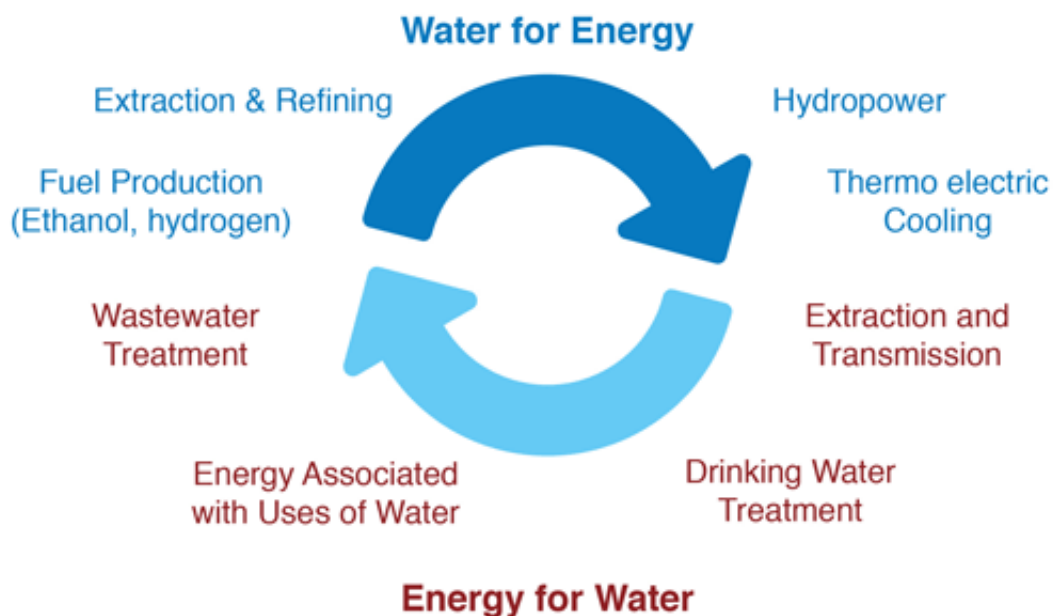 Water for Energy
Extraction & Refining
Hydropower
Fuel Production
(Ethanol, hydrogen)
Thermo electric
Cooling
Wastewater
Treatment
Extraction and
Transmission
Energy Associated
with Uses of Water
Drinking Water
Treatment
Energy for Water